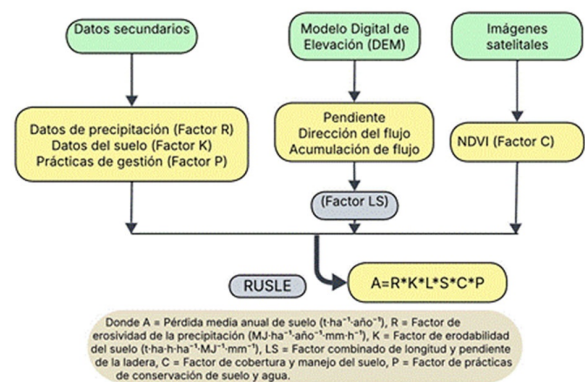 Datos secundarios
Modelo Digital de
Elevación (DEM)
Imágenes
satelitales
Datos de precipitación (Factor R)
Datos del suelo (Factor K)
Prácticas de gestión (Factor P)
Pendiente
Dirección del flujo
Acumulación de flujo
NDVI (Factor C)
(Factor LS)
RUSLE
A=R*K*L*S*C*P
Donde A = Pérdida media anual de suelo (t·ha⁻¹·año⁻¹), R = Factor de
erosividad de la precipitación (MJ·ha⁻¹·año⁻¹·mm·h⁻¹), K = Factor de erodabilidad
del suelo (t·ha·h·ha⁻¹·MJ⁻¹·mm⁻¹), LS = Factor combinado de longitud y pendiente
de la ladera, C = Factor de cobertura y manejo del suelo, P = Factor de prácticas
de conservación de suelo y agua.